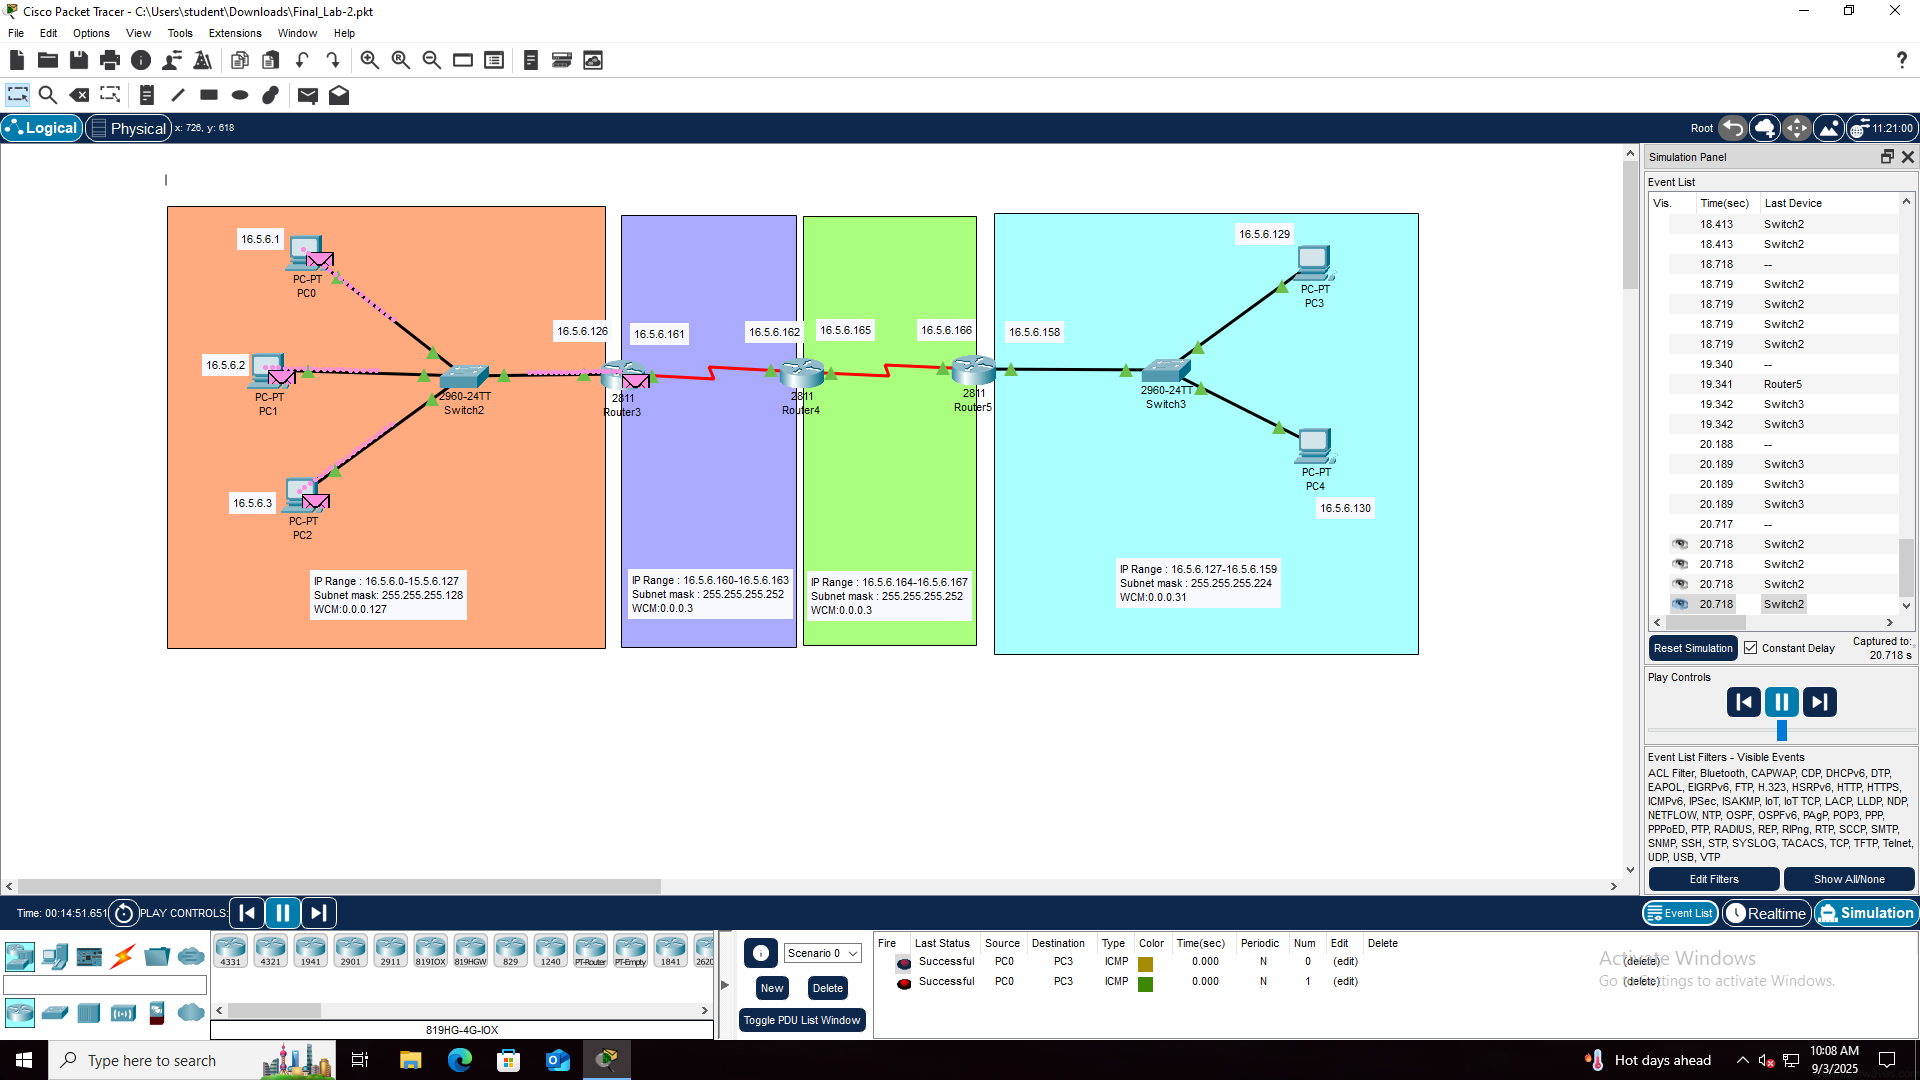 Cisco Packet Tracer - C:\Users\student\Downloads\Final_Lab-2.pkt
File Edit Options View Tools Extensions Window Help
Logical Physical x: 726, y: 618 Root 11:21:00
16.5.6.1
PC-PT
PC0
16.5.6.2
PC-PT
PC1
16.5.6.3
PC-PT
PC2
2960-24TT
Switch2
16.5.6.126
2811
Router3
IP Range : 16.5.6.0-15.5.6.127
Subnet mask: 255.255.255.128
WCM:0.0.0.127
16.5.6.161
16.5.6.162
2811
Router4
IP Range : 16.5.6.160-16.5.6.163
Subnet mask : 255.255.255.252
WCM:0.0.0.3
16.5.6.165
16.5.6.166
2811
Router5
IP Range : 16.5.6.164-16.5.6.167
Subnet mask : 255.255.255.252
WCM:0.0.0.3
16.5.6.158
2960-24TT
Switch3
16.5.6.129
PC-PT
PC3
PC-PT
PC4
16.5.6.130
IP Range : 16.5.6.127-16.5.6.159
Subnet mask : 255.255.255.224
WCM:0.0.0.31
Simulation Panel
Event List
Vis. Time(sec) Last Device
18.413 Switch2
18.413 Switch2
18.718 --
18.719 Switch2
18.719 Switch2
18.719 Switch2
18.719 Switch2
19.340 --
19.341 Router5
19.342 Switch3
19.342 Switch3
20.188 --
20.189 Switch3
20.189 Switch3
20.189 Switch3
20.717 --
20.718 Switch2
20.718 Switch2
20.718 Switch2
20.718 Switch2
Reset Simulation Constant Delay Captured to:
20.718 s
Play Controls
Event List Filters - Visible Events
ACL Filter, Bluetooth, CAPWAP, CDP, DHCPv6, DTP,
EAPOL, EIGRPv6, FTP, H.323, HSRPv6, HTTP, HTTPS,
ICMPv6, IPSec, ISAKMP, IoT, IoT TCP, LACP, LLDP, NDP,
NETFLOW, NTP, OSPF, OSPFv6, PAgP, POP3, PPP,
PPPoED, PTP, RADIUS, REP, RIPng, RTP, SCCP, SMTP,
SNMP, SSH, STP, SYSLOG, TACACS, TCP, TFTP, Telnet,
UDP, USB, VTP
Edit Filters Show All/None
Time: 00:14:51.651 PLAY CONTROLS: Event List Realtime Simulation
4331 4321 1941 2901 2911 819IOX 819HGW 829 1240 PT-Router PT-Empty 1841 2620
819HG-4G-IOX
Scenario 0
New Delete
Toggle PDU List Window
Fire Last Status Source Destination Type Color Time(sec) Periodic Num Edit Delete
Successful PC0 PC3 ICMP 0.000 N 0 (edit) (delete)
Successful PC0 PC3 ICMP 0.000 N 1 (edit) (delete)
Activate Windows
Go to Settings to activate Windows.
Type here to search
Hot days ahead
10:08 AM
9/3/2025